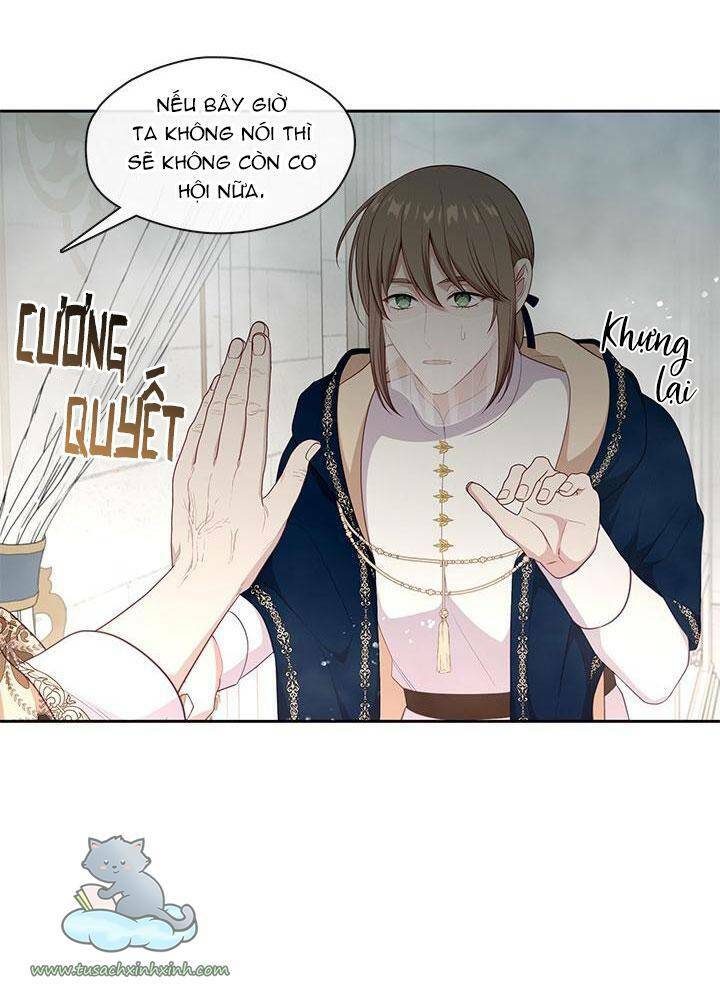 NẾU BÂY GIỜ
TA KHÔNG NÓI THÌ
SẼ KHÔNG CÒN CƠ
HỘI NỮA.
CƯƠNG
QUYẾT
Khựng
lại
www.tusachxinhxinh.com